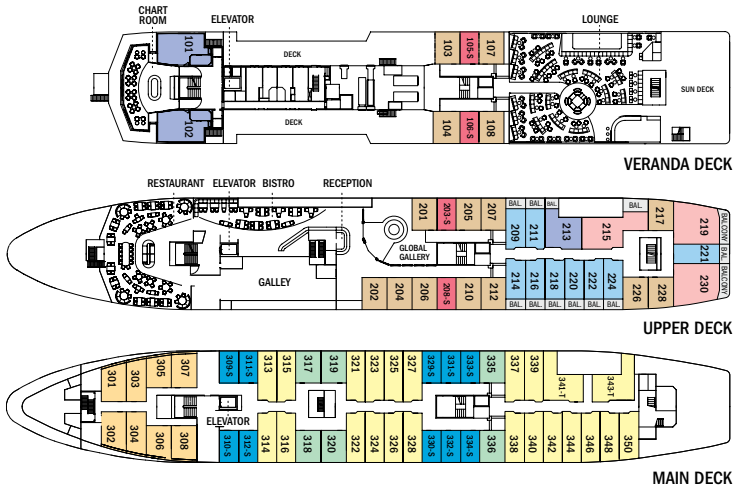 CHART
ROOM
ELEVATOR
LOUNGE
101
DECK
103
105-S
107
SUN DECK
102
DECK
104
106-S
108
VERANDA DECK
RESTAURANT
ELEVATOR
BISTRO
RECEPTION
201
203-S
205
207
BAL.
BAL.
BAL.
BAL.
209
211
213
215
217
219
BALCONY
GLOBAL
GALLERY
221
BAL.
GALLEY
202
204
206
208-S
210
212
214
216
218
220
222
224
226
228
230
BALCONY
BAL.
BAL.
BAL.
BAL.
BAL.
BAL.
UPPER DECK
301
303
305
307
309-S
311-S
313
315
317
319
321
323
325
327
329-S
331-S
333-S
335
337
339
341-T
343-T
ELEVATOR
302
304
306
308
310-S
312-S
314
316
318
320
322
324
326
328
330-S
332-S
334-S
336
338
340
342
344
346
348
350
MAIN DECK